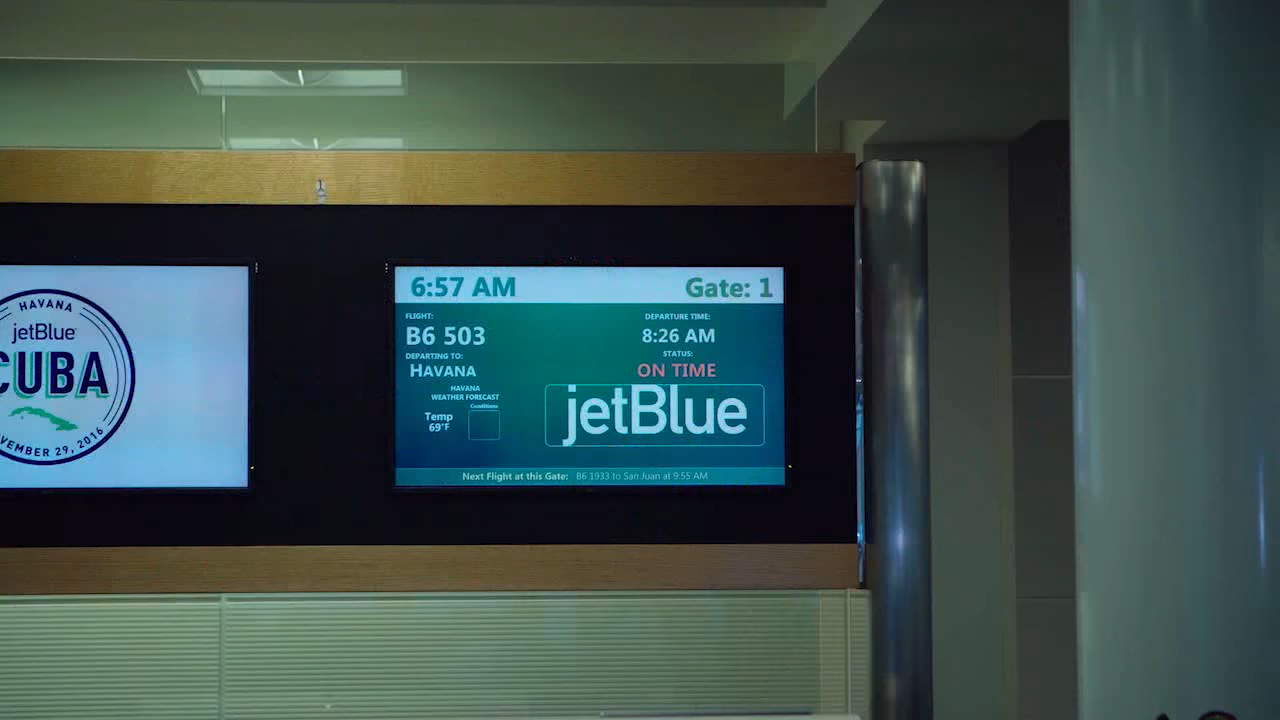 HAVANA
jetBlue
CUBA
VEMBER 29, 2016
6:57 AM
Gate: 1
FLIGHT:
B6 503
DEPARTURE TIME:
8:26 AM
DEPARTING TO:
HAVANA
STATUS:
ON TIME
HAVANA
WEATHER FORECAST
Conditions
Temp
69°F
jetBlue
Next Flight at this Gate: B6 1933 to San Juan at 9:55 AM